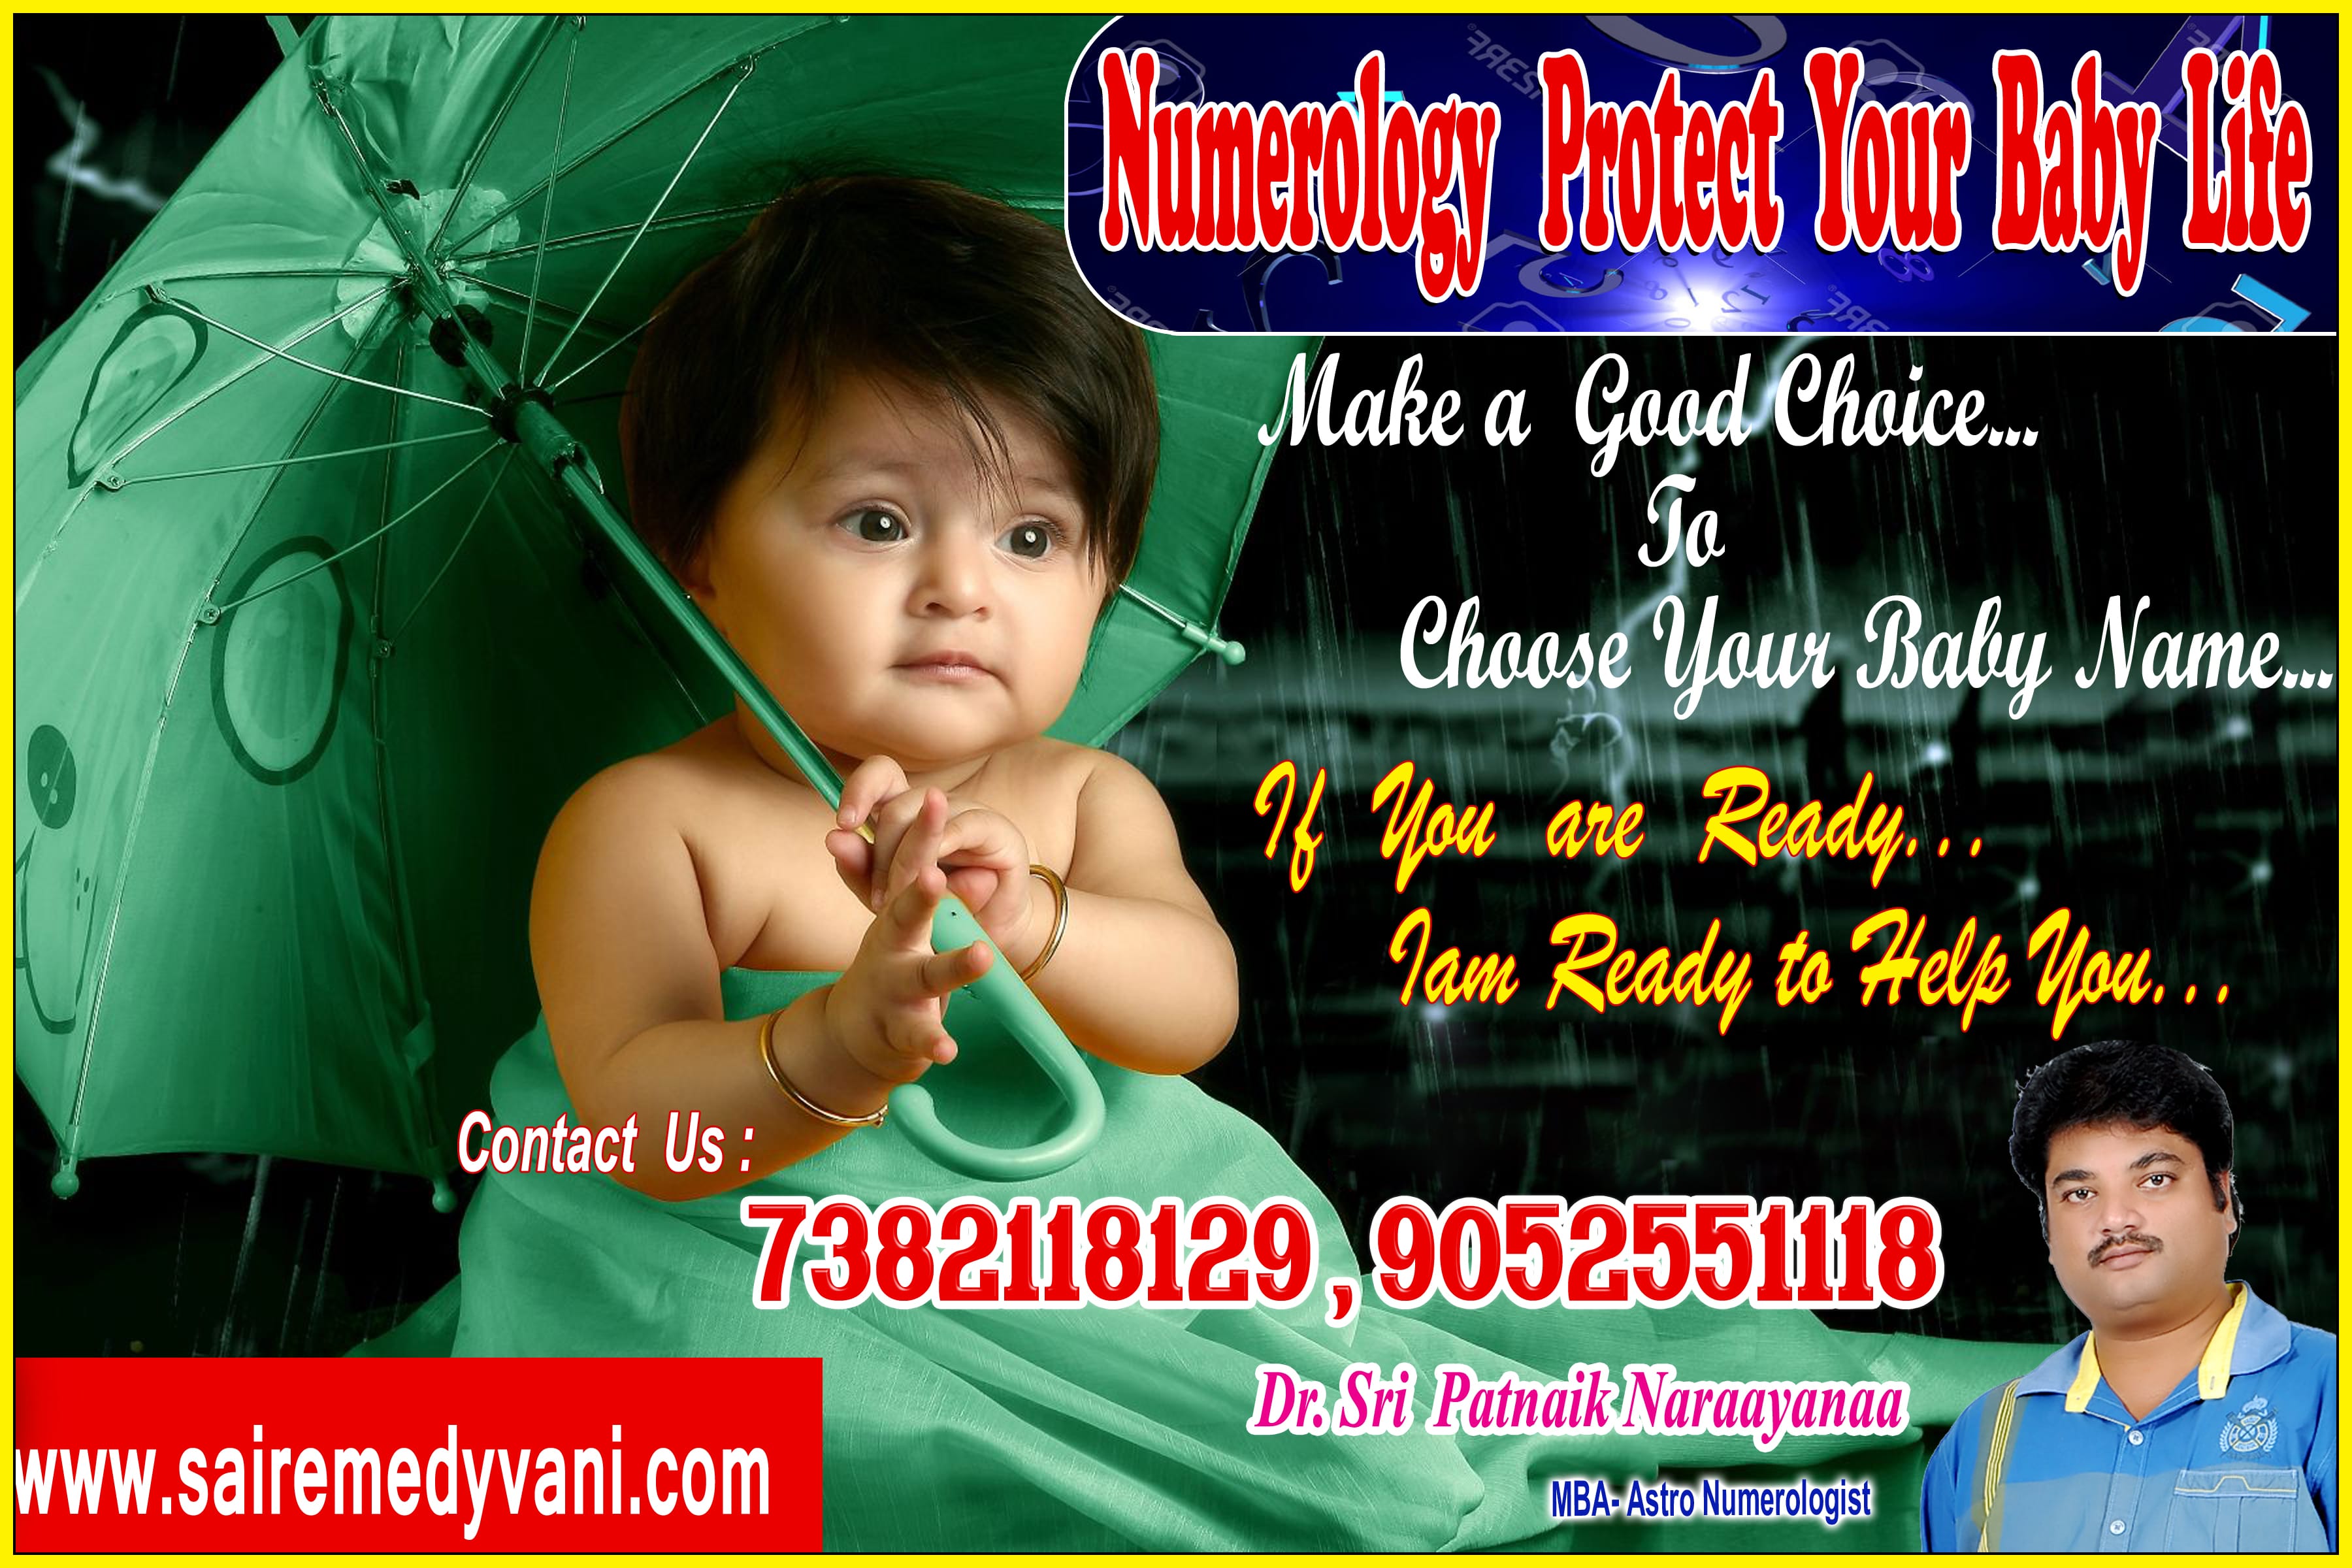 Numerology Protect Your Baby Life
Make a Good Choice...
To
Choose Your Baby Name...
If You are Ready...
Iam Ready to Help You...
Contact Us :
7382118129 , 9052551118
Dr. Sri Patnaik Naraayanaa
MBA- Astro Numerologist
www.sairemedyvani.com